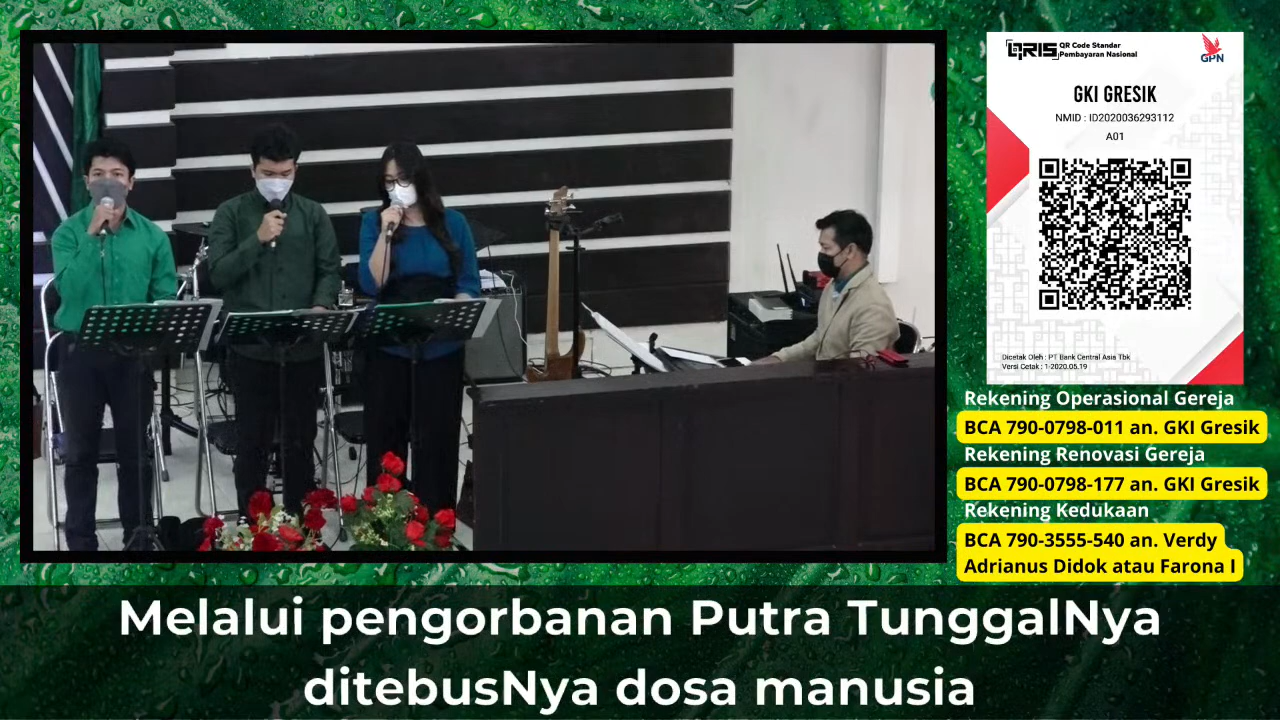 QRIS QR Code Standar
Pembayaran Nasional
GPN
GKI GRESIK
NMID : ID2020036293112
A01
Dicetak Oleh : PT Bank Central Asia Tbk
Versi Cetak : 1-2020.05.19
Rekening Operasional Gereja
BCA 790-0798-011 an. GKI Gresik
Rekening Renovasi Gereja
BCA 790-0798-177 an. GKI Gresik
Rekening Kedukaan
BCA 790-3555-540 an. Verdy
Adrianus Didok atau Farona I
Melalui pengorbanan Putra TunggalNya
ditebusNya dosa manusia